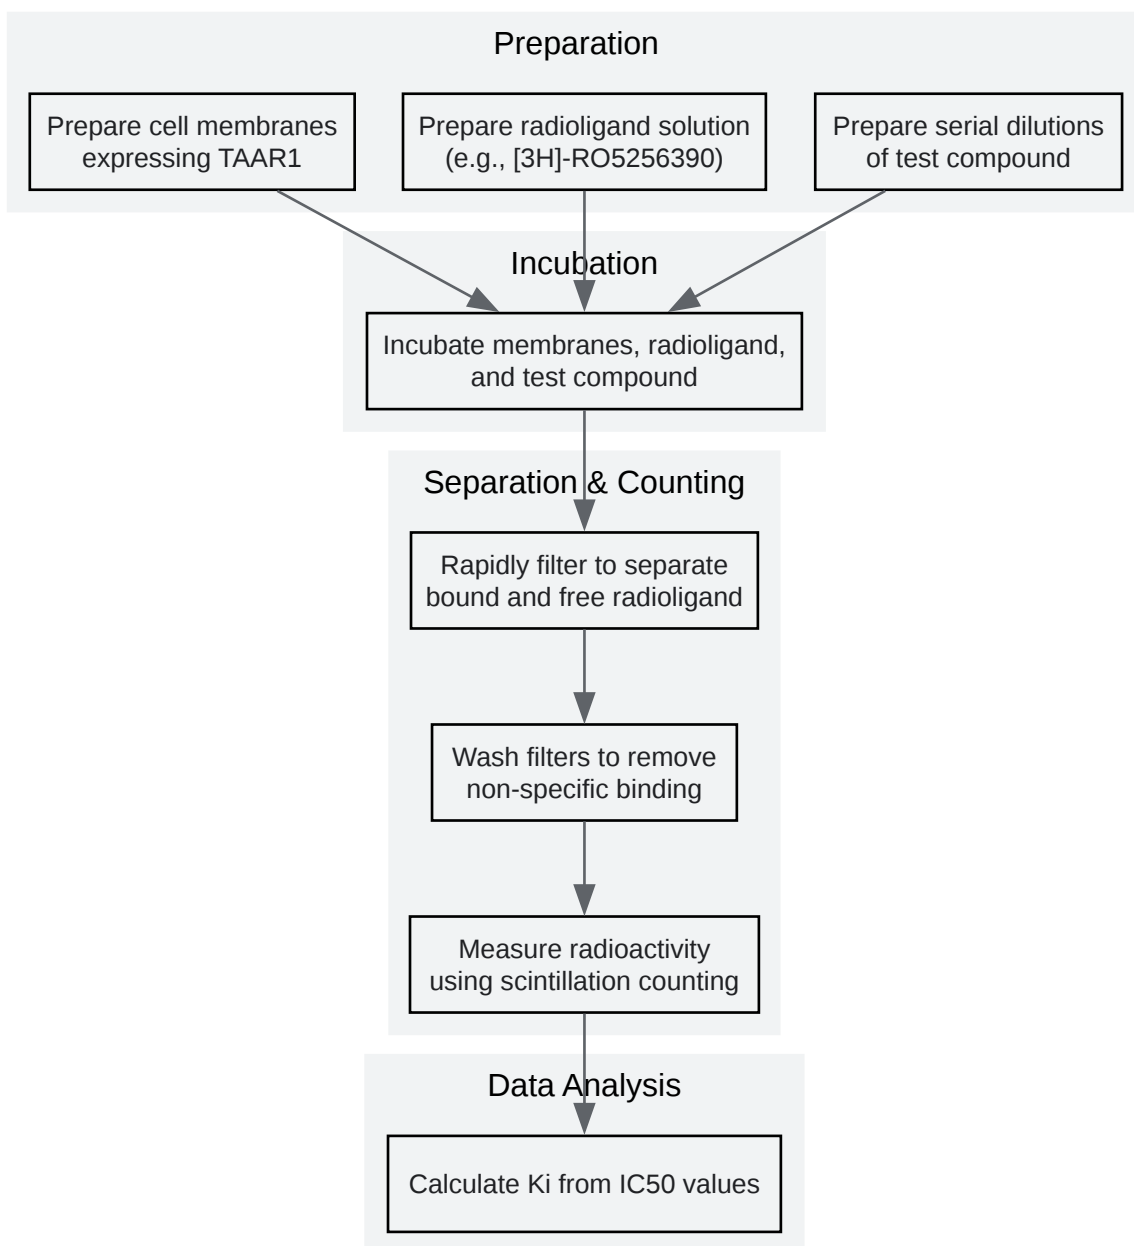 Preparation
Prepare cell membranes
expressing TAAR1
Prepare radioligand solution
(e.g., [3H]-RO5256390)
Prepare serial dilutions
of test compound
Incubation
Incubate membranes, radioligand,
and test compound
Separation & Counting
Rapidly filter to separate
bound and free radioligand
Wash filters to remove
non-specific binding
Measure radioactivity
using scintillation counting
Data Analysis
Calculate Ki from IC50 values